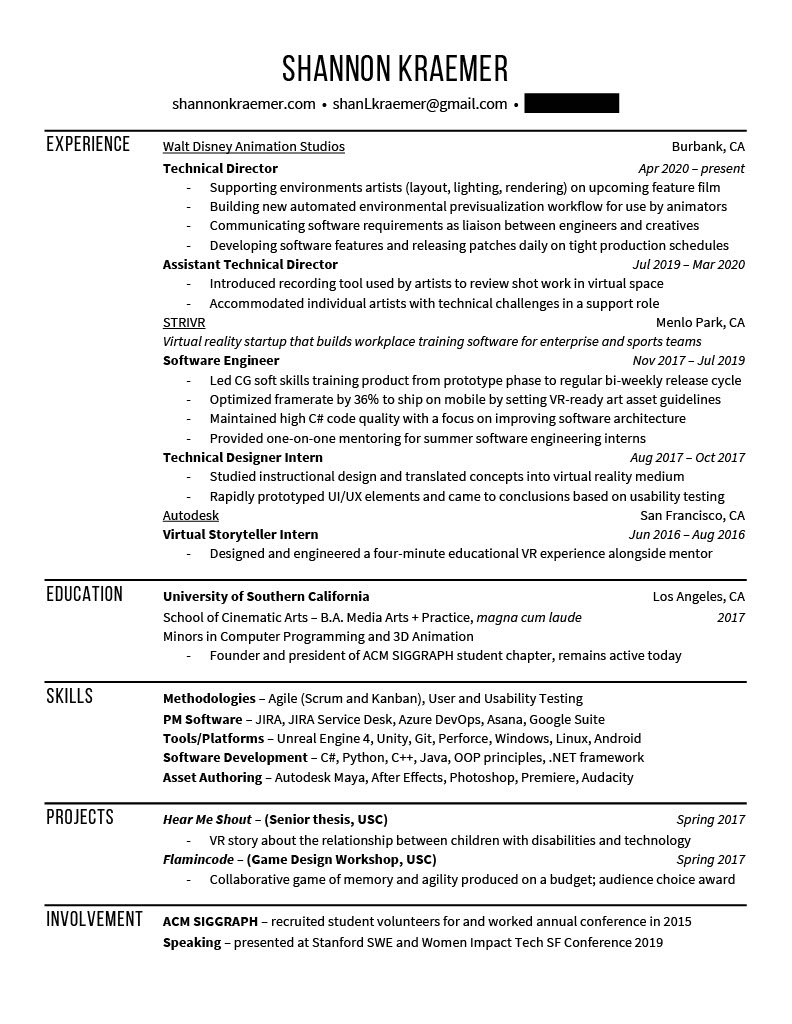 SHANNON KRAEMER
shannonkraemer.com • shanLkraemer@gmail.com •
EXPERIENCE
Walt Disney Animation Studios Burbank, CA
Technical Director Apr 2020 – present
- Supporting environments artists (layout, lighting, rendering) on upcoming feature film
- Building new automated environmental previsualization workflow for use by animators
- Communicating software requirements as liaison between engineers and creatives
- Developing software features and releasing patches daily on tight production schedules
Assistant Technical Director Jul 2019 – Mar 2020
- Introduced recording tool used by artists to review shot work in virtual space
- Accommodated individual artists with technical challenges in a support role
STRIVR Menlo Park, CA
Virtual reality startup that builds workplace training software for enterprise and sports teams
Software Engineer Nov 2017 – Jul 2019
- Led CG soft skills training product from prototype phase to regular bi-weekly release cycle
- Optimized framerate by 36% to ship on mobile by setting VR-ready art asset guidelines
- Maintained high C# code quality with a focus on improving software architecture
- Provided one-on-one mentoring for summer software engineering interns
Technical Designer Intern Aug 2017 – Oct 2017
- Studied instructional design and translated concepts into virtual reality medium
- Rapidly prototyped UI/UX elements and came to conclusions based on usability testing
Autodesk San Francisco, CA
Virtual Storyteller Intern Jun 2016 – Aug 2016
- Designed and engineered a four-minute educational VR experience alongside mentor
EDUCATION
University of Southern California Los Angeles, CA
School of Cinematic Arts – B.A. Media Arts + Practice, magna cum laude 2017
Minors in Computer Programming and 3D Animation
- Founder and president of ACM SIGGRAPH student chapter, remains active today
SKILLS
Methodologies – Agile (Scrum and Kanban), User and Usability Testing
PM Software – JIRA, JIRA Service Desk, Azure DevOps, Asana, Google Suite
Tools/Platforms – Unreal Engine 4, Unity, Git, Perforce, Windows, Linux, Android
Software Development – C#, Python, C++, Java, OOP principles, .NET framework
Asset Authoring – Autodesk Maya, After Effects, Photoshop, Premiere, Audacity
PROJECTS
Hear Me Shout – (Senior thesis, USC) Spring 2017
- VR story about the relationship between children with disabilities and technology
Flamincode – (Game Design Workshop, USC) Spring 2017
- Collaborative game of memory and agility produced on a budget; audience choice award
INVOLVEMENT
ACM SIGGRAPH – recruited student volunteers for and worked annual conference in 2015
Speaking – presented at Stanford SWE and Women Impact Tech SF Conference 2019